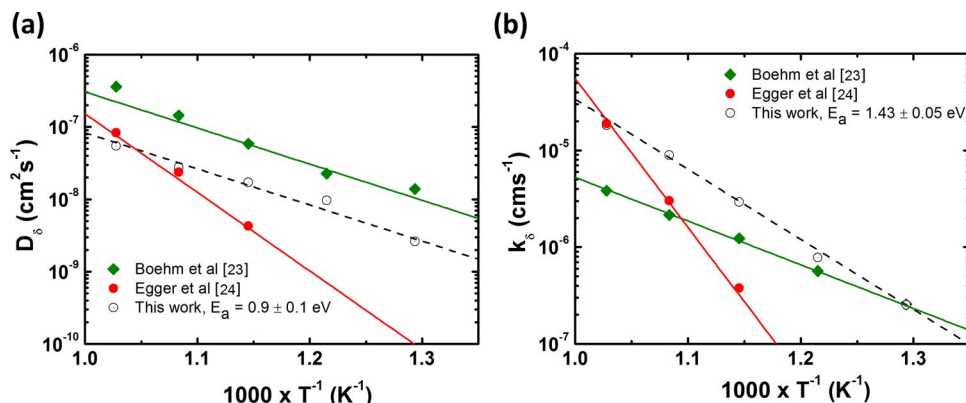 (a)
10⁻⁶
10⁻⁷
10⁻⁸
10⁻⁹
10⁻¹⁰
D_δ (cm²s⁻¹)
Boehm et al [23]
Egger et al [24]
This work, E_a = 0.9 ± 0.1 eV
1.0 1.1 1.2 1.3
1000 x T⁻¹ (K⁻¹)
(b)
10⁻⁴
10⁻⁵
10⁻⁶
10⁻⁷
k_δ (cms⁻¹)
Boehm et al [23]
Egger et al [24]
This work, E_a = 1.43 ± 0.05 eV
1.0 1.1 1.2 1.3
1000 x T⁻¹ (K⁻¹)